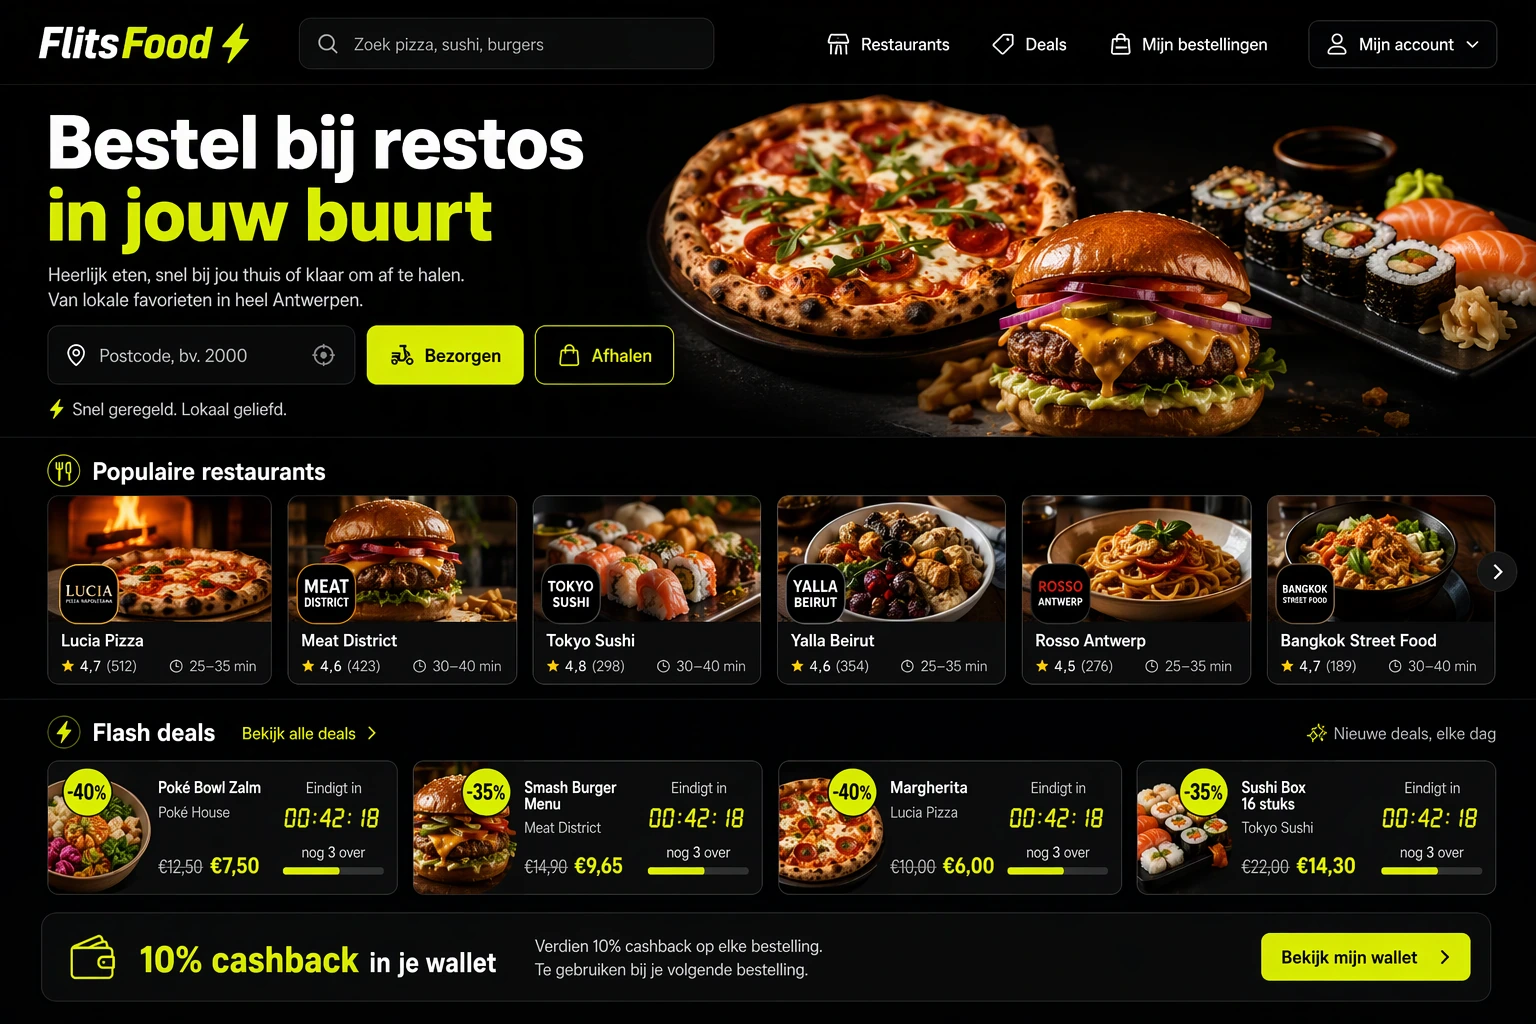 FlitsFood
Zoek pizza, sushi, burgers
Restaurants
Deals
Mijn bestellingen
Mijn account
Bestel bij restos
in jouw buurt
Heerlijk eten, snel bij jou thuis of klaar om af te halen.
Van lokale favorieten in heel Antwerpen.
Postcode, bv. 2000
Bezorgen
Afhalen
Snel geregeld. Lokaal geliefd.
Populaire restaurants
LUCIA
PIZZA NAPOLETANA
Lucia Pizza
4,7 (512)
25–35 min
MEAT
DISTRICT
Meat District
4,6 (423)
30–40 min
TOKYO
SUSHI
Tokyo Sushi
4,8 (298)
30–40 min
YALLA
BEIRUT
Yalla Beirut
4,6 (354)
25–35 min
ROSSO
ANTWERP
Rosso Antwerp
4,5 (276)
25–35 min
BANGKOK
STREET FOOD
Bangkok Street Food
4,7 (189)
30–40 min
Flash deals
Bekijk alle deals
Nieuwe deals, elke dag
-40%
Poké Bowl Zalm
Poké House
€12,50 €7,50
Eindigt in
00:42:18
nog 3 over
-35%
Smash Burger
Menu
Meat District
€14,90 €9,65
Eindigt in
00:42:18
nog 3 over
-40%
Margherita
Lucia Pizza
€10,00 €6,00
Eindigt in
00:42:18
nog 3 over
-35%
Sushi Box
16 stuks
Tokyo Sushi
€22,00 €14,30
Eindigt in
00:42:18
nog 3 over
10% cashback in je wallet
Verdien 10% cashback op elke bestelling.
Te gebruiken bij je volgende bestelling.
Bekijk mijn wallet